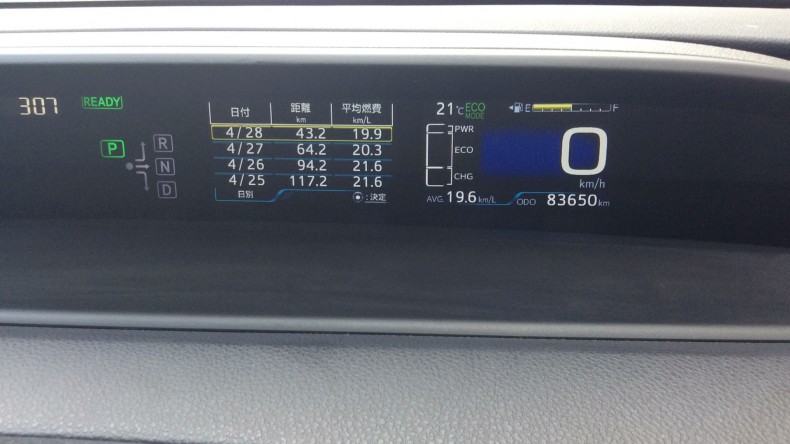 307
READY
P
R
N
D
日付 距離 km 平均燃費 km/L
4/28 43.2 19.9
4/27 64.2 20.3
4/26 94.2 21.6
4/25 117.2 21.6
日別 :決定
21℃ ECO MODE
E F
PWR
ECO
CHG
0
km/h
AVG. 19.6 km/L ODO 83650 km